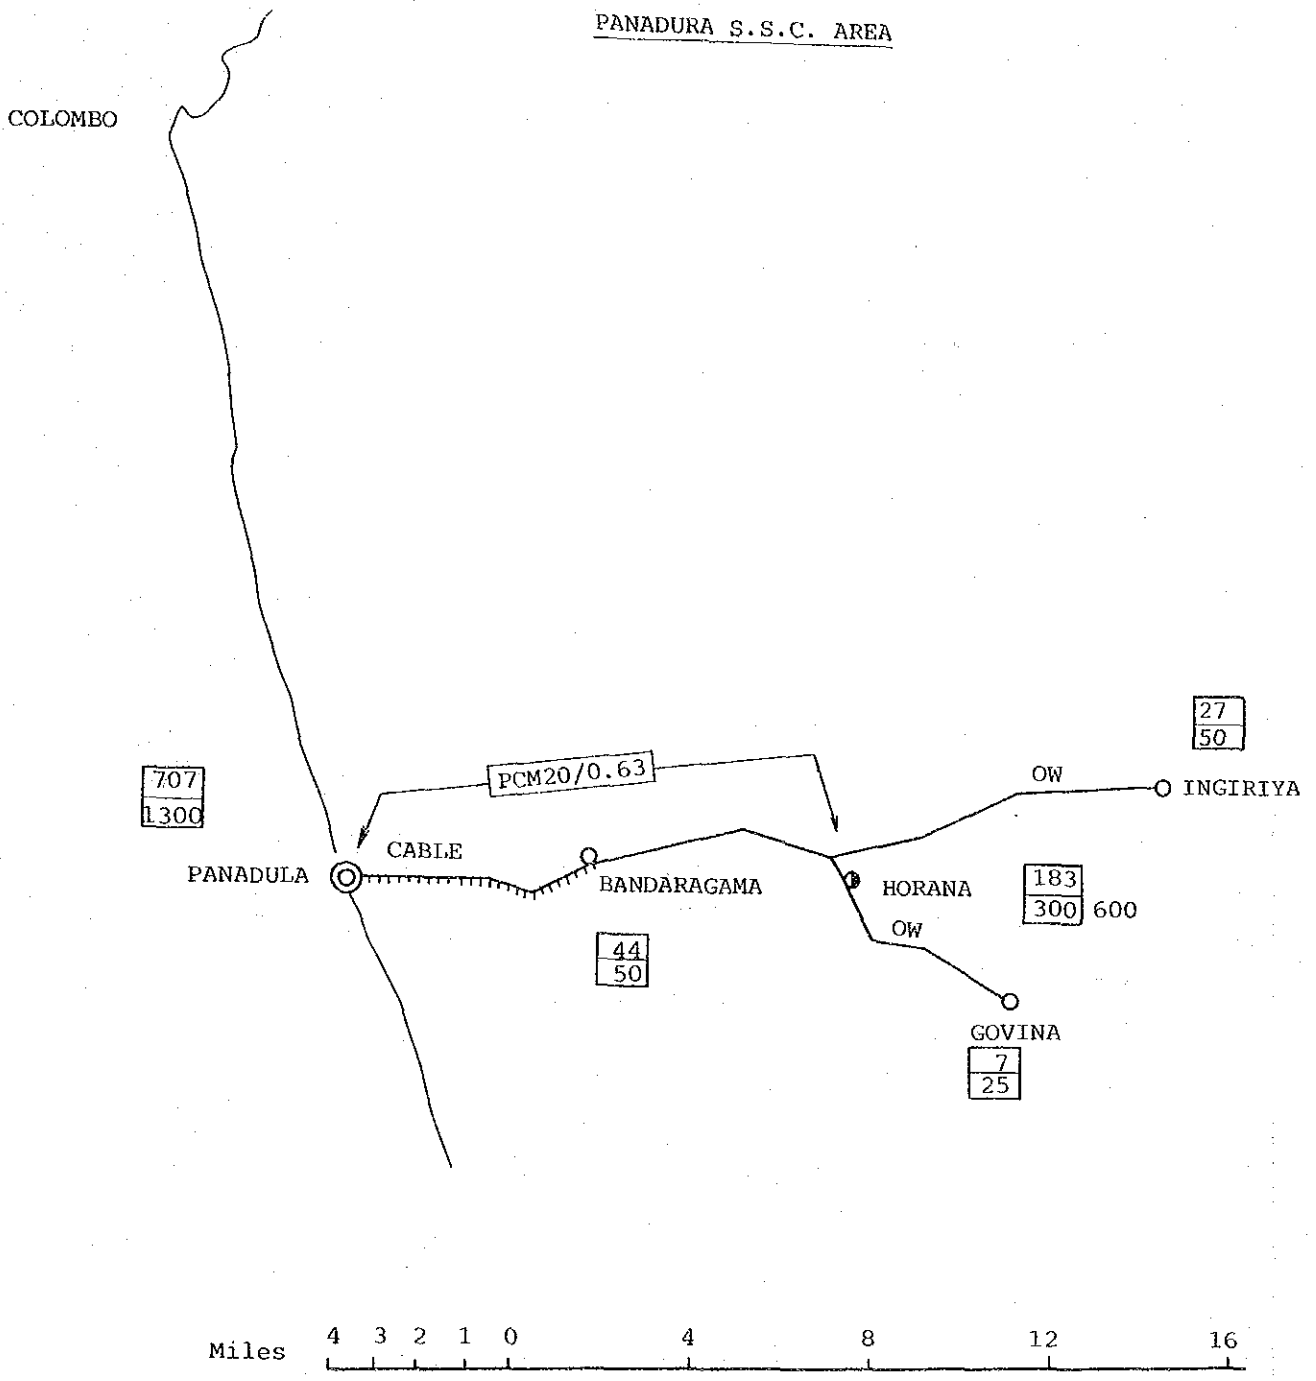 PANADURA S.S.C. AREA
COLOMBO
27
50
PCM20/0.63
OW
INGIRIYA
707
1300
CABLE
PANADULA
BANDARAGAMA
HORANA
183
300 600
OW
44
50
GOVINA
7
25
Miles 4 3 2 1 0 4 8 12 16